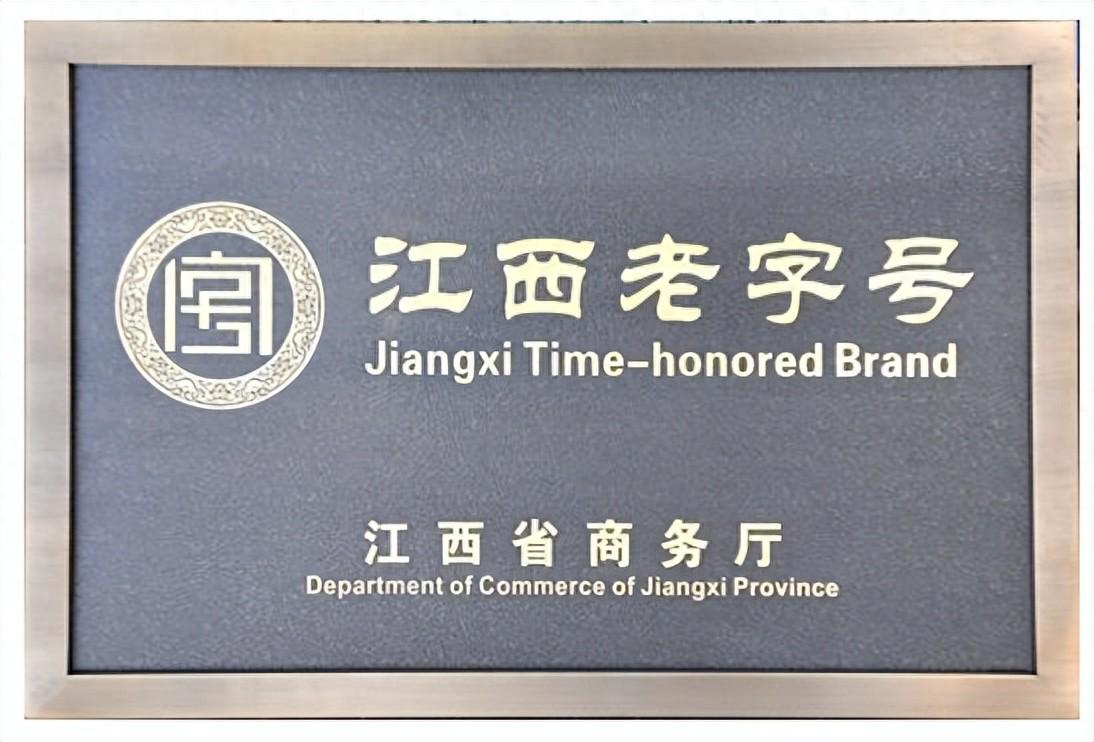 江西老字号
Jiangxi Time-honored Brand
江西省商务厅
Department of Commerce of Jiangxi Province